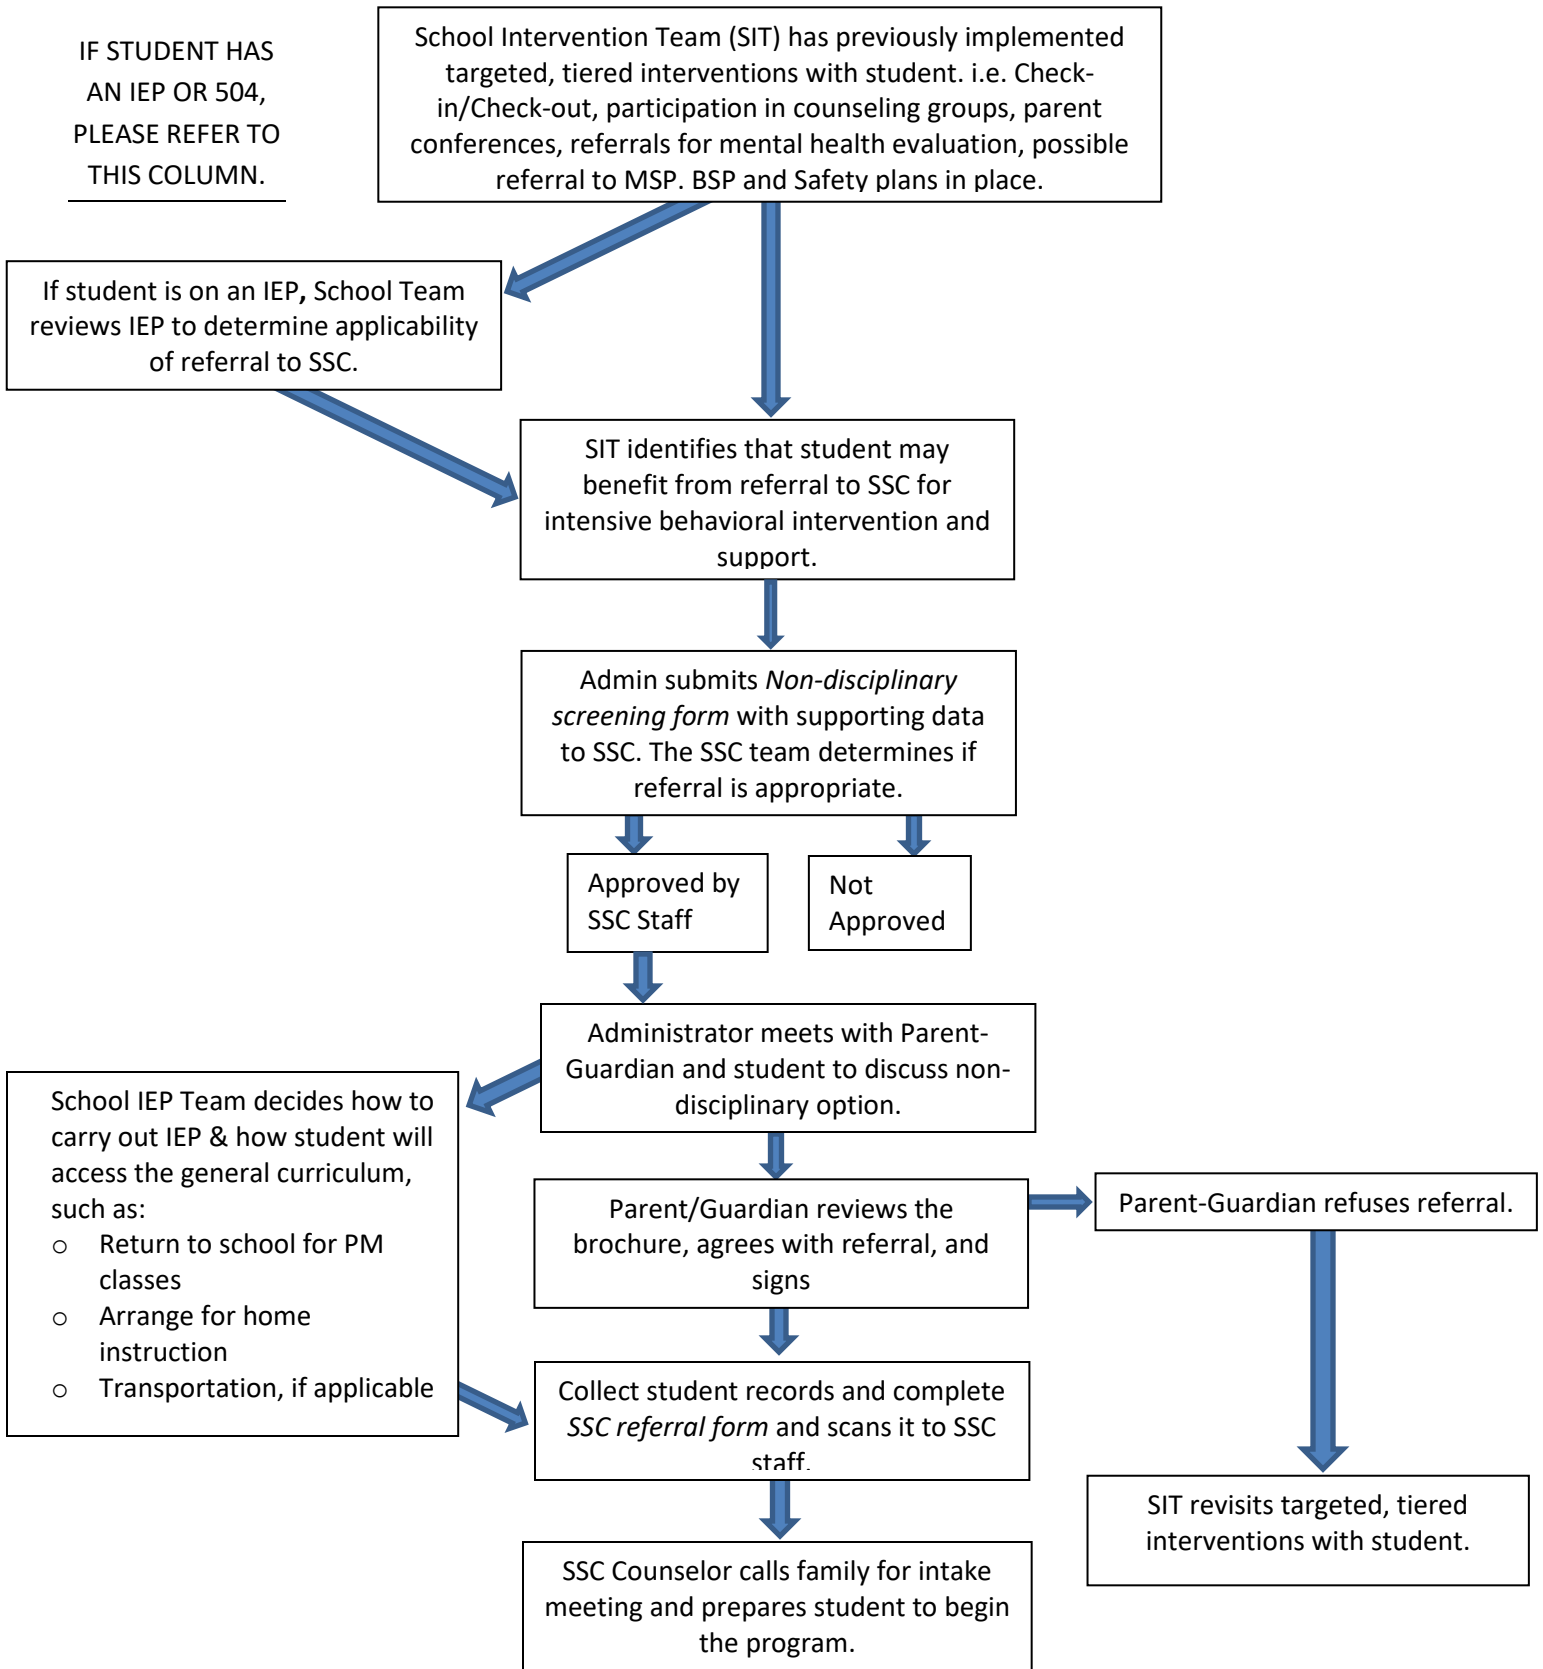 IF STUDENT HAS
AN IEP OR 504,
PLEASE REFER TO
THIS COLUMN.
School Intervention Team (SIT) has previously implemented
targeted, tiered interventions with student. i.e. Check-
in/Check-out, participation in counseling groups, parent
conferences, referrals for mental health evaluation, possible
referral to MSP. BSP and Safety plans in place.
If student is on an IEP, School Team
reviews IEP to determine applicability
of referral to SSC.
SIT identifies that student may
benefit from referral to SSC for
intensive behavioral intervention and
support.
Admin submits Non-disciplinary
screening form with supporting data
to SSC. The SSC team determines if
referral is appropriate.
Approved by
SSC Staff
Not
Approved
Administrator meets with Parent-
Guardian and student to discuss non-
disciplinary option.
School IEP Team decides how to
carry out IEP & how student will
access the general curriculum,
such as:
o Return to school for PM
classes
o Arrange for home
instruction
o Transportation, if applicable
Parent/Guardian reviews the
brochure, agrees with referral, and
signs
Parent-Guardian refuses referral.
Collect student records and complete
SSC referral form and scans it to SSC
staff.
SIT revisits targeted, tiered
interventions with student.
SSC Counselor calls family for intake
meeting and prepares student to begin
the program.